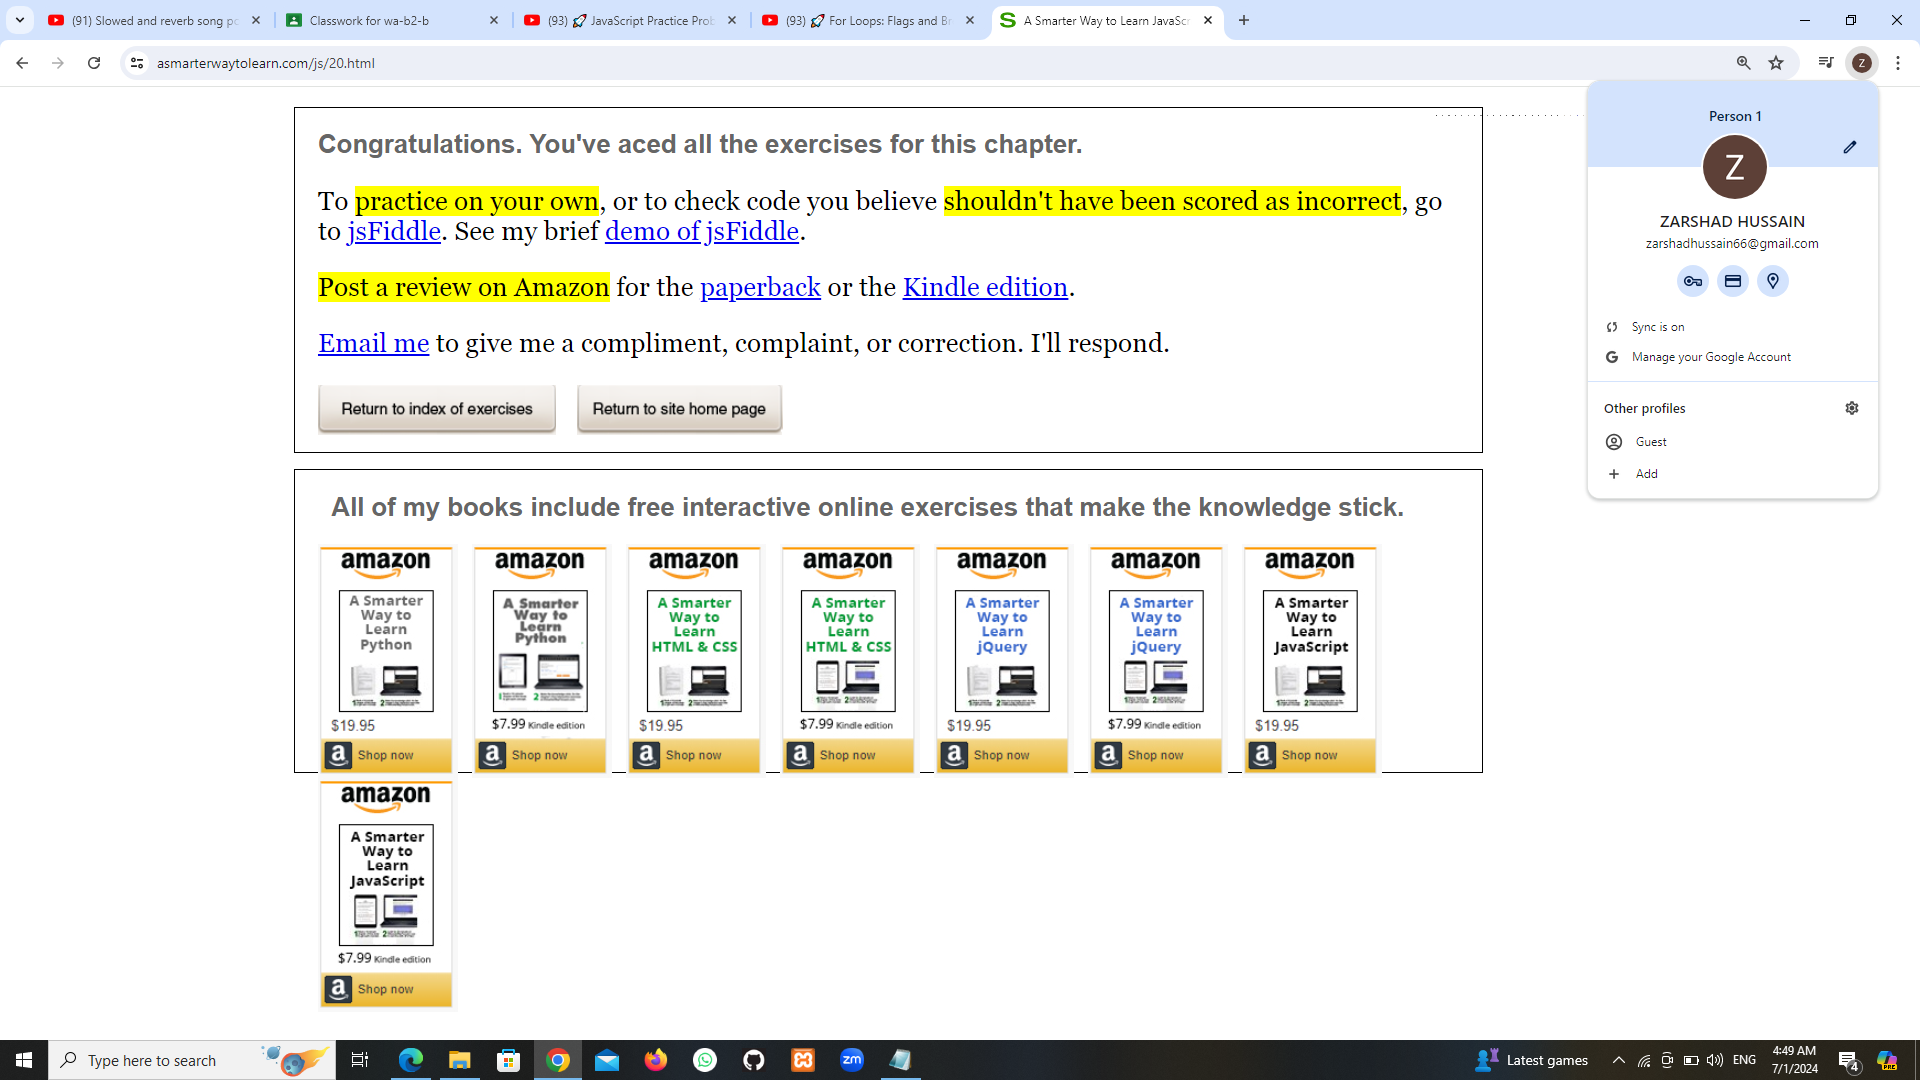 (91) Slowed and reverb song po
Classwork for wa-b2-b
(93) 🚀 JavaScript Practice Prob
(93) 🚀 For Loops: Flags and Br
A Smarter Way to Learn JavaScr
asmarterwaytolearn.com/js/20.html
Z
Congratulations. You've aced all the exercises for this chapter.
To practice on your own, or to check code you believe shouldn't have been scored as incorrect, go
to jsFiddle. See my brief demo of jsFiddle.
Post a review on Amazon for the paperback or the Kindle edition.
Email me to give me a compliment, complaint, or correction. I'll respond.
Return to index of exercises
Return to site home page
Person 1
Z
ZARSHAD HUSSAIN
zarshadhussain66@gmail.com
Sync is on
Manage your Google Account
Other profiles
Guest
Add
All of my books include free interactive online exercises that make the knowledge stick.
amazon
A Smarter
Way to
Learn
Python
$19.95
Shop now
amazon
A Smarter
Way to
Learn
Python
$7.99 Kindle edition
Shop now
amazon
A Smarter
Way to
Learn
HTML & CSS
$19.95
Shop now
amazon
A Smarter
Way to
Learn
HTML & CSS
$7.99 Kindle edition
Shop now
amazon
A Smarter
Way to
Learn
jQuery
$19.95
Shop now
amazon
A Smarter
Way to
Learn
jQuery
$7.99 Kindle edition
Shop now
amazon
A Smarter
Way to
Learn
JavaScript
$19.95
Shop now
amazon
A Smarter
Way to
Learn
JavaScript
$7.99 Kindle edition
Shop now
Type here to search
zm
Latest games
ENG
4:49 AM
7/1/2024
4
PRE